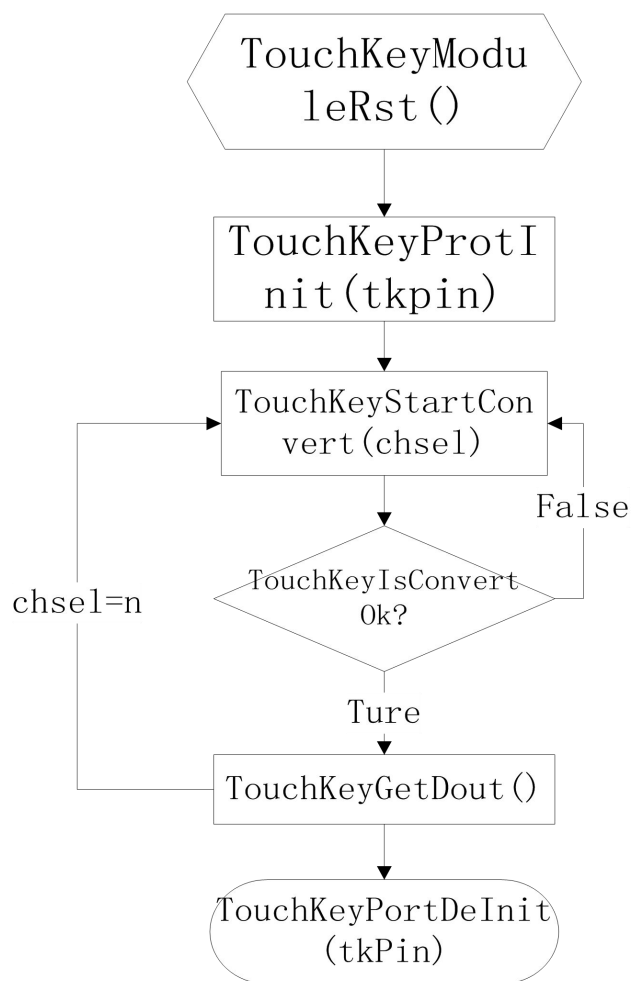 TouchKeyModu
leRst()
TouchKeyProtI
nit(tkpin)
TouchKeyStartCon
vert(chsel)
False
TouchKeyIsConvert
Ok?
chsel=n
Ture
TouchKeyGetDout()
TouchKeyPortDeInit
(tkPin)